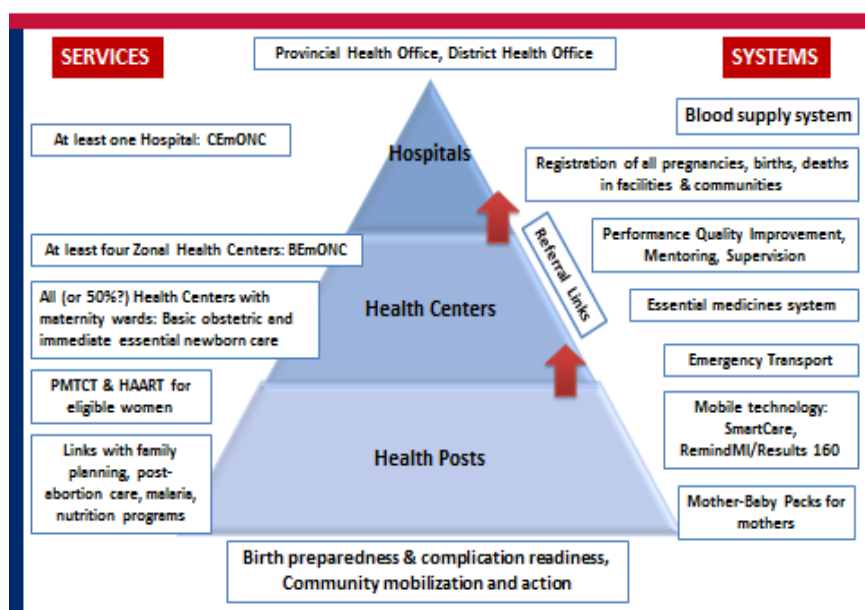 SERVICES
Provincial Health Office, District Health Office
SYSTEMS
At least one Hospital: CEmONC
Hospitals
Blood supply system
Registration of all pregnancies, births, deaths
in facilities & communities
At least four Zonal Health Centers: BEmONC
Referral Links
Performance Quality Improvement,
Mentoring, Supervision
All (or 50%?) Health Centers with
maternity wards: Basic obstetric and
immediate essential newborn care
Health Centers
Essential medicines system
Emergency Transport
PMTCT & HAART for
eligible women
Mobile technology:
SmartCare,
RemindMI/Results 160
Links with family
planning, post-
abortion care, malaria,
nutrition programs
Health Posts
Mother-Baby Packs for
mothers
Birth preparedness & complication readiness,
Community mobilization and action